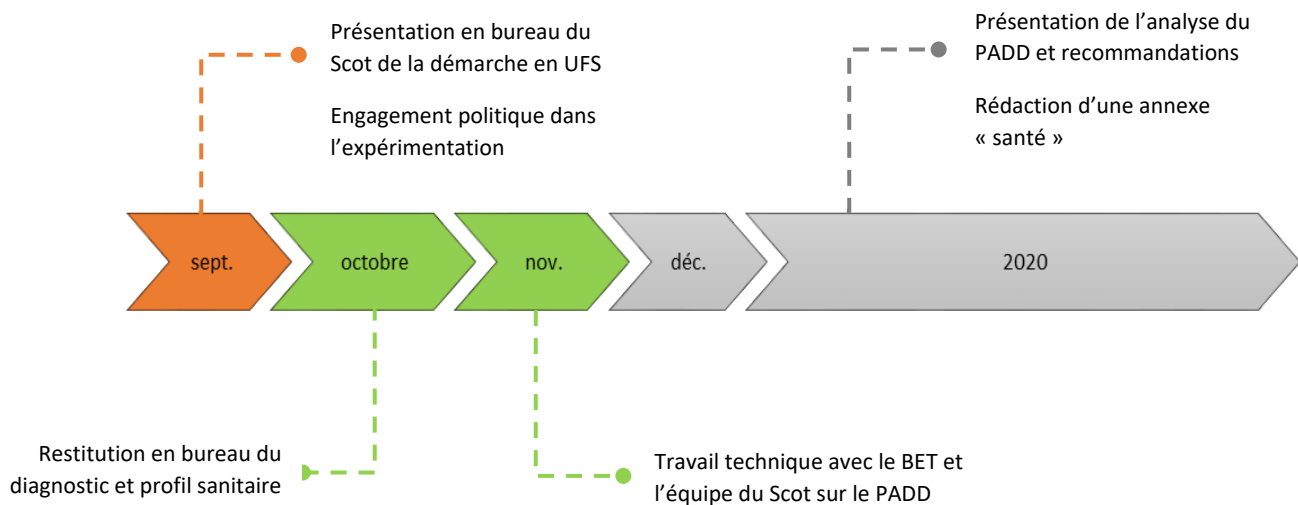 Présentation en bureau du
Scot de la démarche en UFS
Engagement politique dans
l’expérimentation
Présentation de l’analyse du
PADD et recommandations
Rédaction d’une annexe
« santé »
sept.
octobre
nov.
déc.
2020
Restitution en bureau du
diagnostic et profil sanitaire
Travail technique avec le BET et
l’équipe du Scot sur le PADD